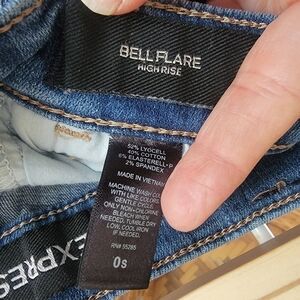 BELL FLARE
HIGH RISE
52% LYOCELL
40% COTTON
6% ELASTERELL-P
2% SPANDEX
MADE IN VIETNAM
MACHINE WASH COLD
WITH LIKE COLORS
GENTLE CYCLE
ONLY NON-CHLORINE
BLEACH WHEN
NEEDED, TUMBLE DRY
LOW, COOL IRON
IF NEEDED.
RN# 55285
0s
EXPRESS